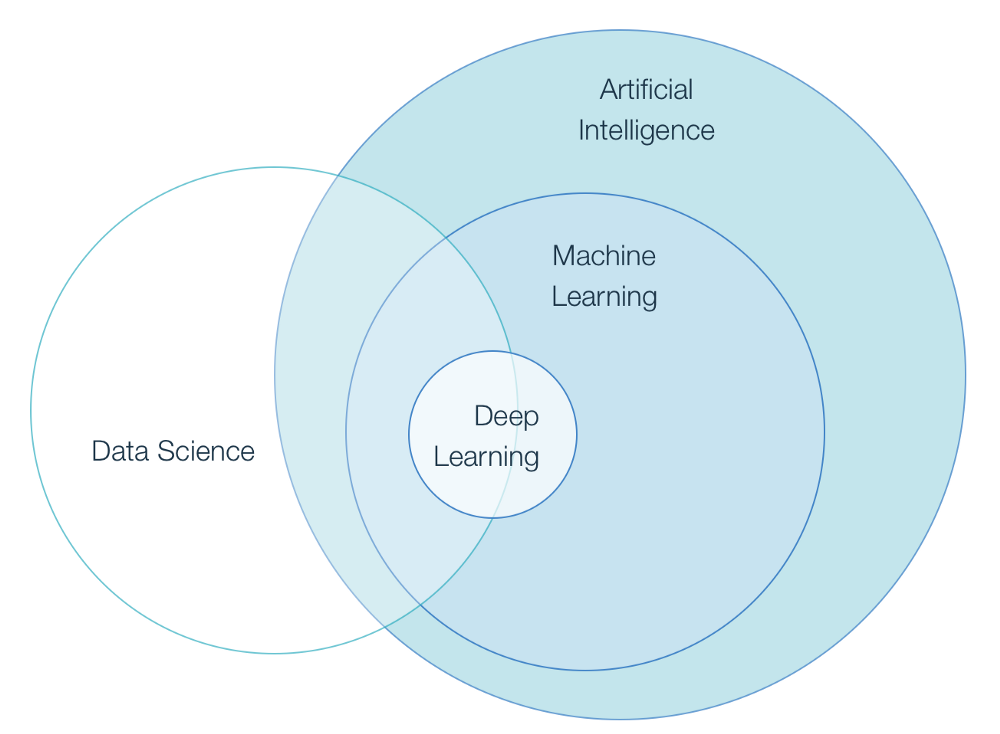 Artificial
Intelligence
Machine
Learning
Deep
Learning
Data Science